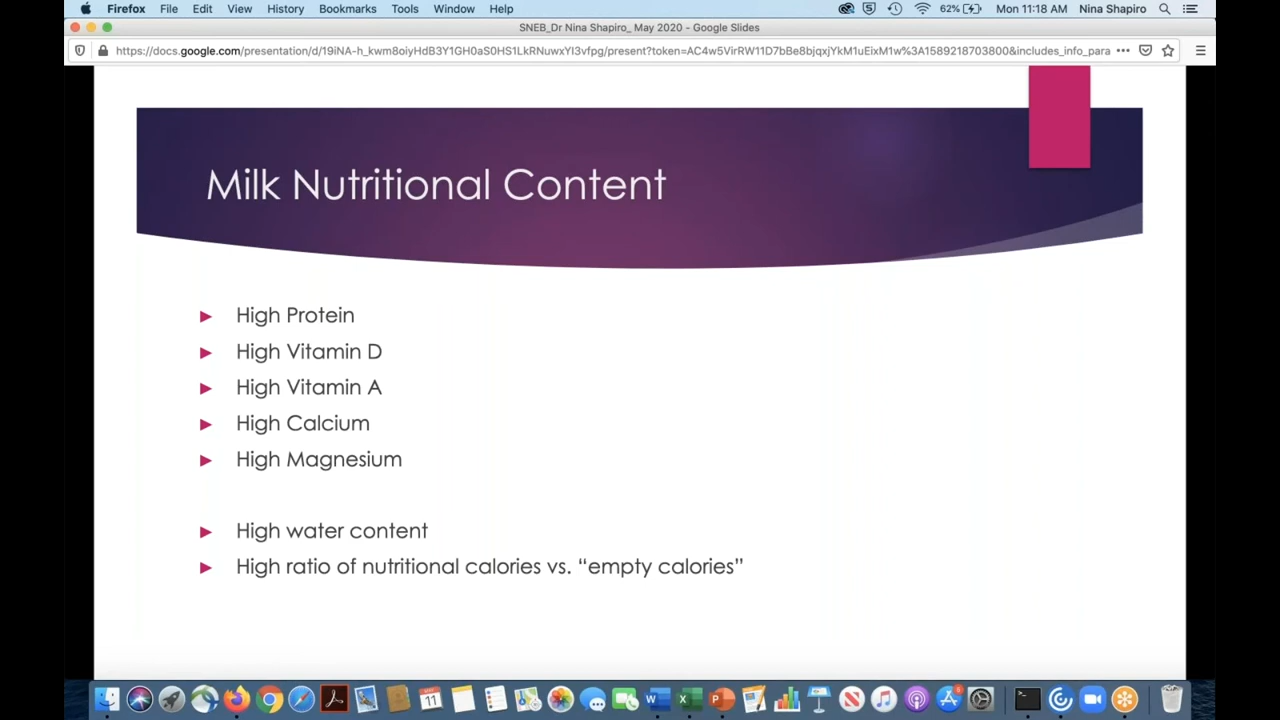 Firefox File Edit View History Bookmarks Tools Window Help 62% Mon 11:18 AM Nina Shapiro
SNEB_Dr Nina Shapiro_ May 2020 - Google Slides
https://docs.google.com/presentation/d/19iNA-h_kwm8oiyHdB3Y1GH0aS0HS1LkRNuwxYI3vfpg/present?token=AC4w5VirRW11D7bBe8bjqxjYkM1uEixM1w%3A1589218703800&includes_info_para
Milk Nutritional Content
High Protein
High Vitamin D
High Vitamin A
High Calcium
High Magnesium
High water content
High ratio of nutritional calories vs. “empty calories”